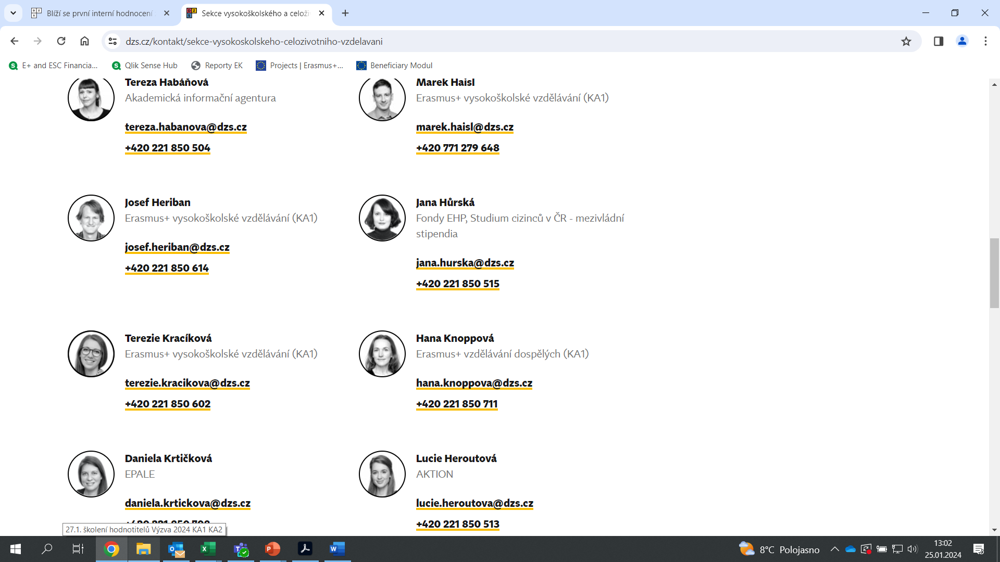 Blíží se první interní hodnocení
Sekce vysokoškolského a celoži
dzs.cz/kontakt/sekce-vysokoskolskeho-celozivotniho-vzdelavani
E+ and ESC Financia...
Qlik Sense Hub
Reporty EK
Projects | Erasmus+...
Beneficiary Modul
Tereza Habáňová
Akademická informační agentura
tereza.habanova@dzs.cz
+420 221 850 504
Marek Haisl
Erasmus+ vysokoškolské vzdělávání (KA1)
marek.haisl@dzs.cz
+420 771 279 648
Josef Heriban
Erasmus+ vysokoškolské vzdělávání (KA1)
josef.heriban@dzs.cz
+420 221 850 614
Jana Hůrská
Fondy EHP, Studium cizinců v ČR - mezivládní
stipendia
jana.hurska@dzs.cz
+420 221 850 515
Terezie Kracíková
Erasmus+ vysokoškolské vzdělávání (KA1)
terezie.kracikova@dzs.cz
+420 221 850 602
Hana Knoppová
Erasmus+ vzdělávání dospělých (KA1)
hana.knoppova@dzs.cz
+420 221 850 711
Daniela Krtičková
EPALE
daniela.krtickova@dzs.cz
Lucie Heroutová
AKTION
lucie.heroutova@dzs.cz
+420 221 850 513
27.1. školení hodnotitelů Výzva 2024 KA1 KA2
8°C Polojasno
13:02
25.01.2024